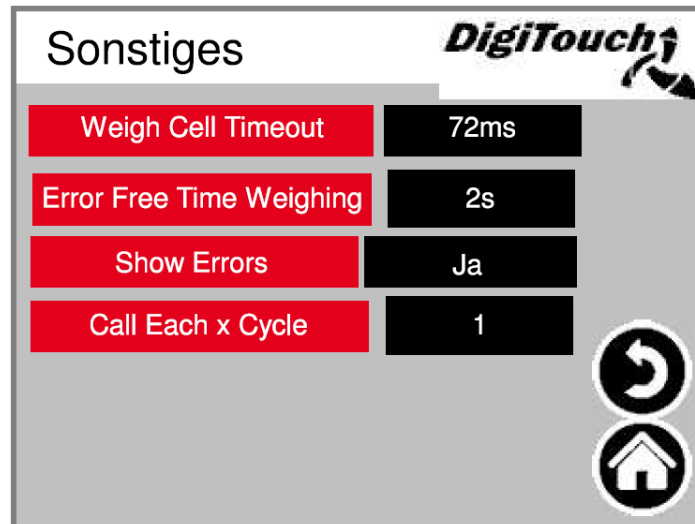 Sonstiges
DigiTouch
Weigh Cell Timeout 72ms
Error Free Time Weighing 2s
Show Errors Ja
Call Each x Cycle 1